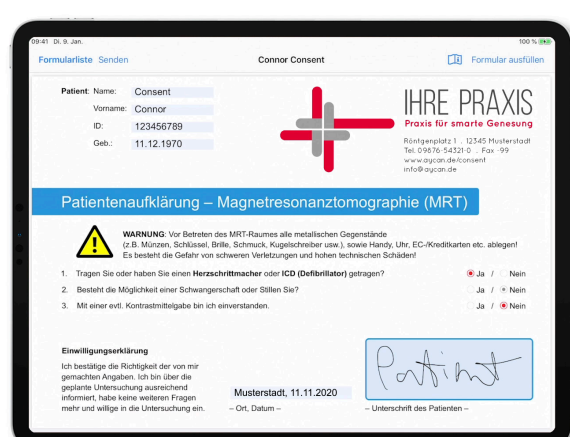 09:41 Di. 9. Jan. 100 %
Formularliste Senden Connor Consent Formular ausfüllen
Patient: Name: Consent
Vorname: Connor
ID: 123456789
Geb.: 11.12.1970
IHRE PRAXIS
Praxis für smarte Genesung
Röntgenplatz 1 . 12345 Musterstadt
Tel. 09876-54321-0 . Fax -99
www.aycan.de/consent
info@aycan.de
Patientenaufklärung – Magnetresonanztomographie (MRT)
WARNUNG: Vor Betreten des MRT-Raumes alle metallischen Gegenstände
(z.B. Münzen, Schlüssel, Brille, Schmuck, Kugelschreiber usw.), sowie Handy, Uhr, EC-/Kreditkarten etc. ablegen!
Es besteht die Gefahr von schweren Verletzungen und hohen technischen Schäden!
1. Tragen Sie oder haben Sie einen Herzschrittmacher oder ICD (Defibrillator) getragen? Ja / Nein
2. Besteht die Möglichkeit einer Schwangerschaft oder Stillen Sie? Ja / Nein
3. Mit einer evtl. Kontrastmittelgabe bin ich einverstanden. Ja / Nein
Einwilligungserklärung
Ich bestätige die Richtigkeit der von mir
gemachten Angaben. Ich bin über die
geplante Untersuchung ausreichend
informiert, habe keine weiteren Fragen
mehr und willige in die Untersuchung ein.
Musterstadt, 11.11.2020
– Ort, Datum –
Patient
– Unterschrift des Patienten –